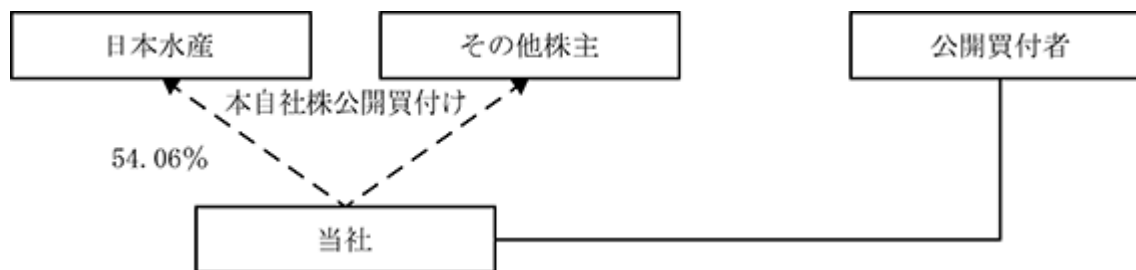 日本水産
その他株主
公開買付者
本自社株公開買付け
54.06%
当社